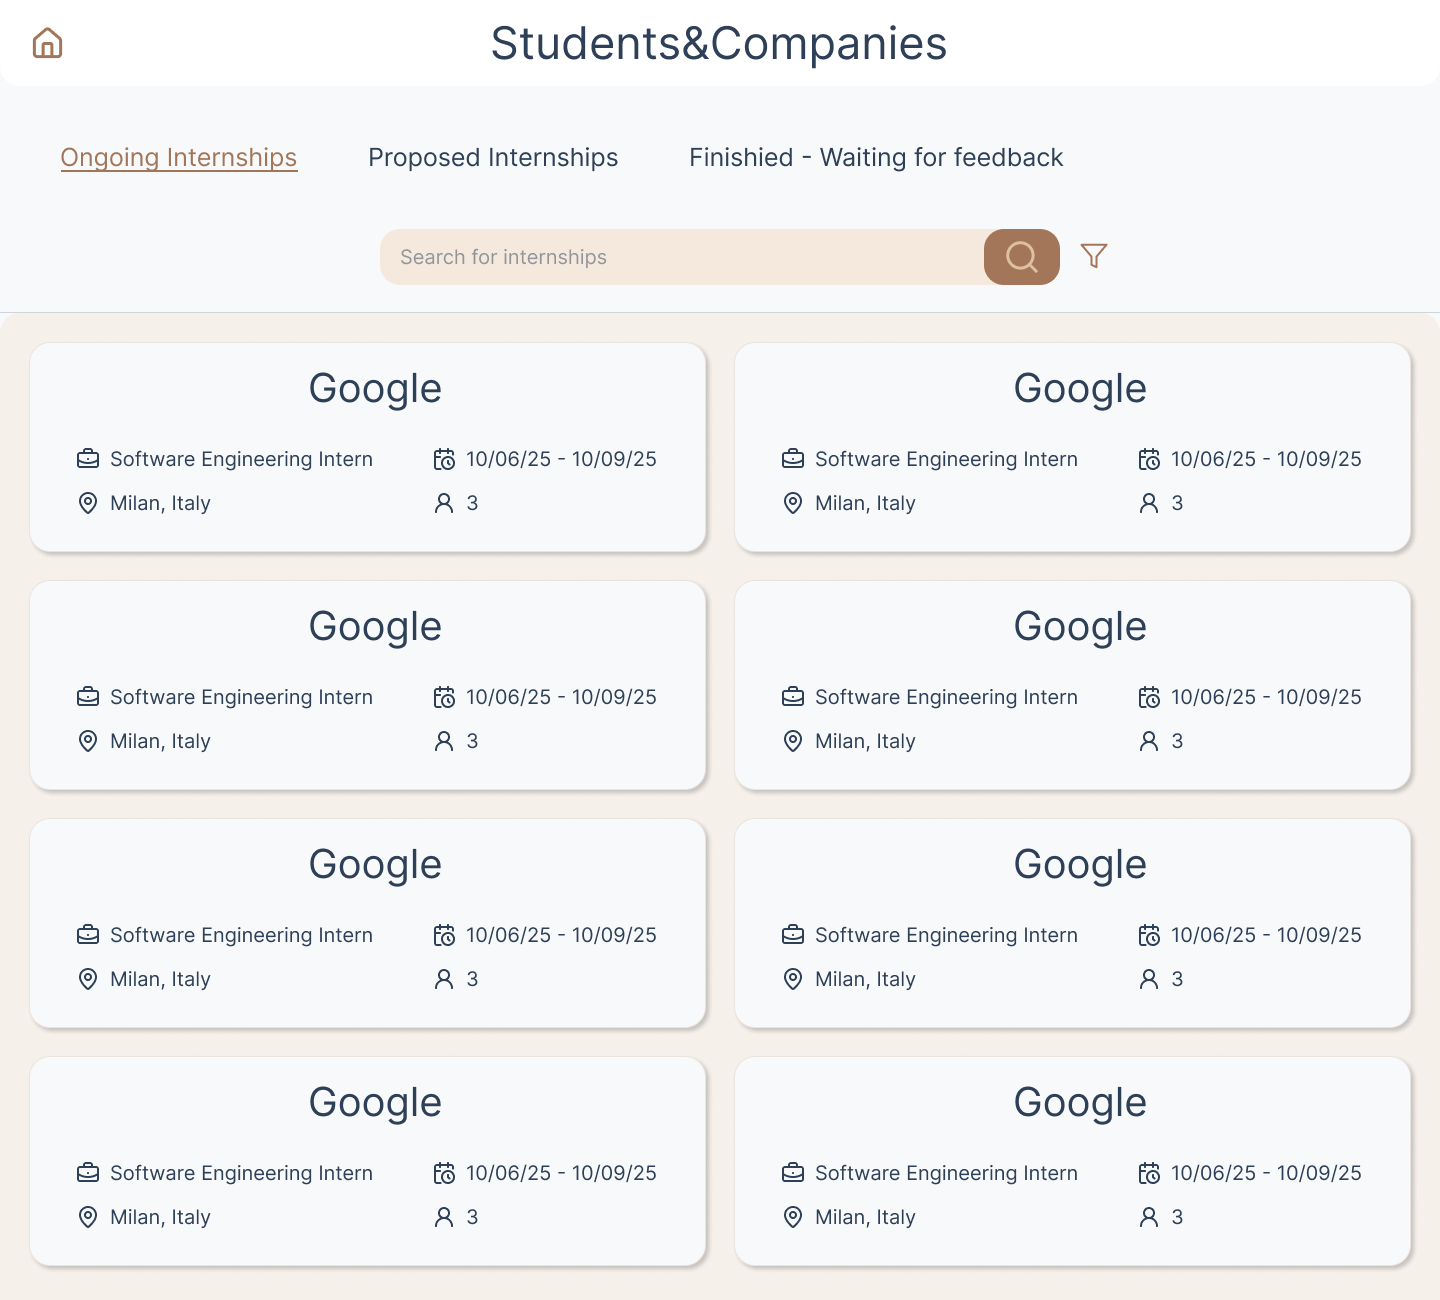 Students&Companies
Ongoing Internships
Proposed Internships
Finishied - Waiting for feedback
Search for internships
Google
Software Engineering Intern
10/06/25 - 10/09/25
Milan, Italy
3
Google
Software Engineering Intern
10/06/25 - 10/09/25
Milan, Italy
3
Google
Software Engineering Intern
10/06/25 - 10/09/25
Milan, Italy
3
Google
Software Engineering Intern
10/06/25 - 10/09/25
Milan, Italy
3
Google
Software Engineering Intern
10/06/25 - 10/09/25
Milan, Italy
3
Google
Software Engineering Intern
10/06/25 - 10/09/25
Milan, Italy
3
Google
Software Engineering Intern
10/06/25 - 10/09/25
Milan, Italy
3
Google
Software Engineering Intern
10/06/25 - 10/09/25
Milan, Italy
3